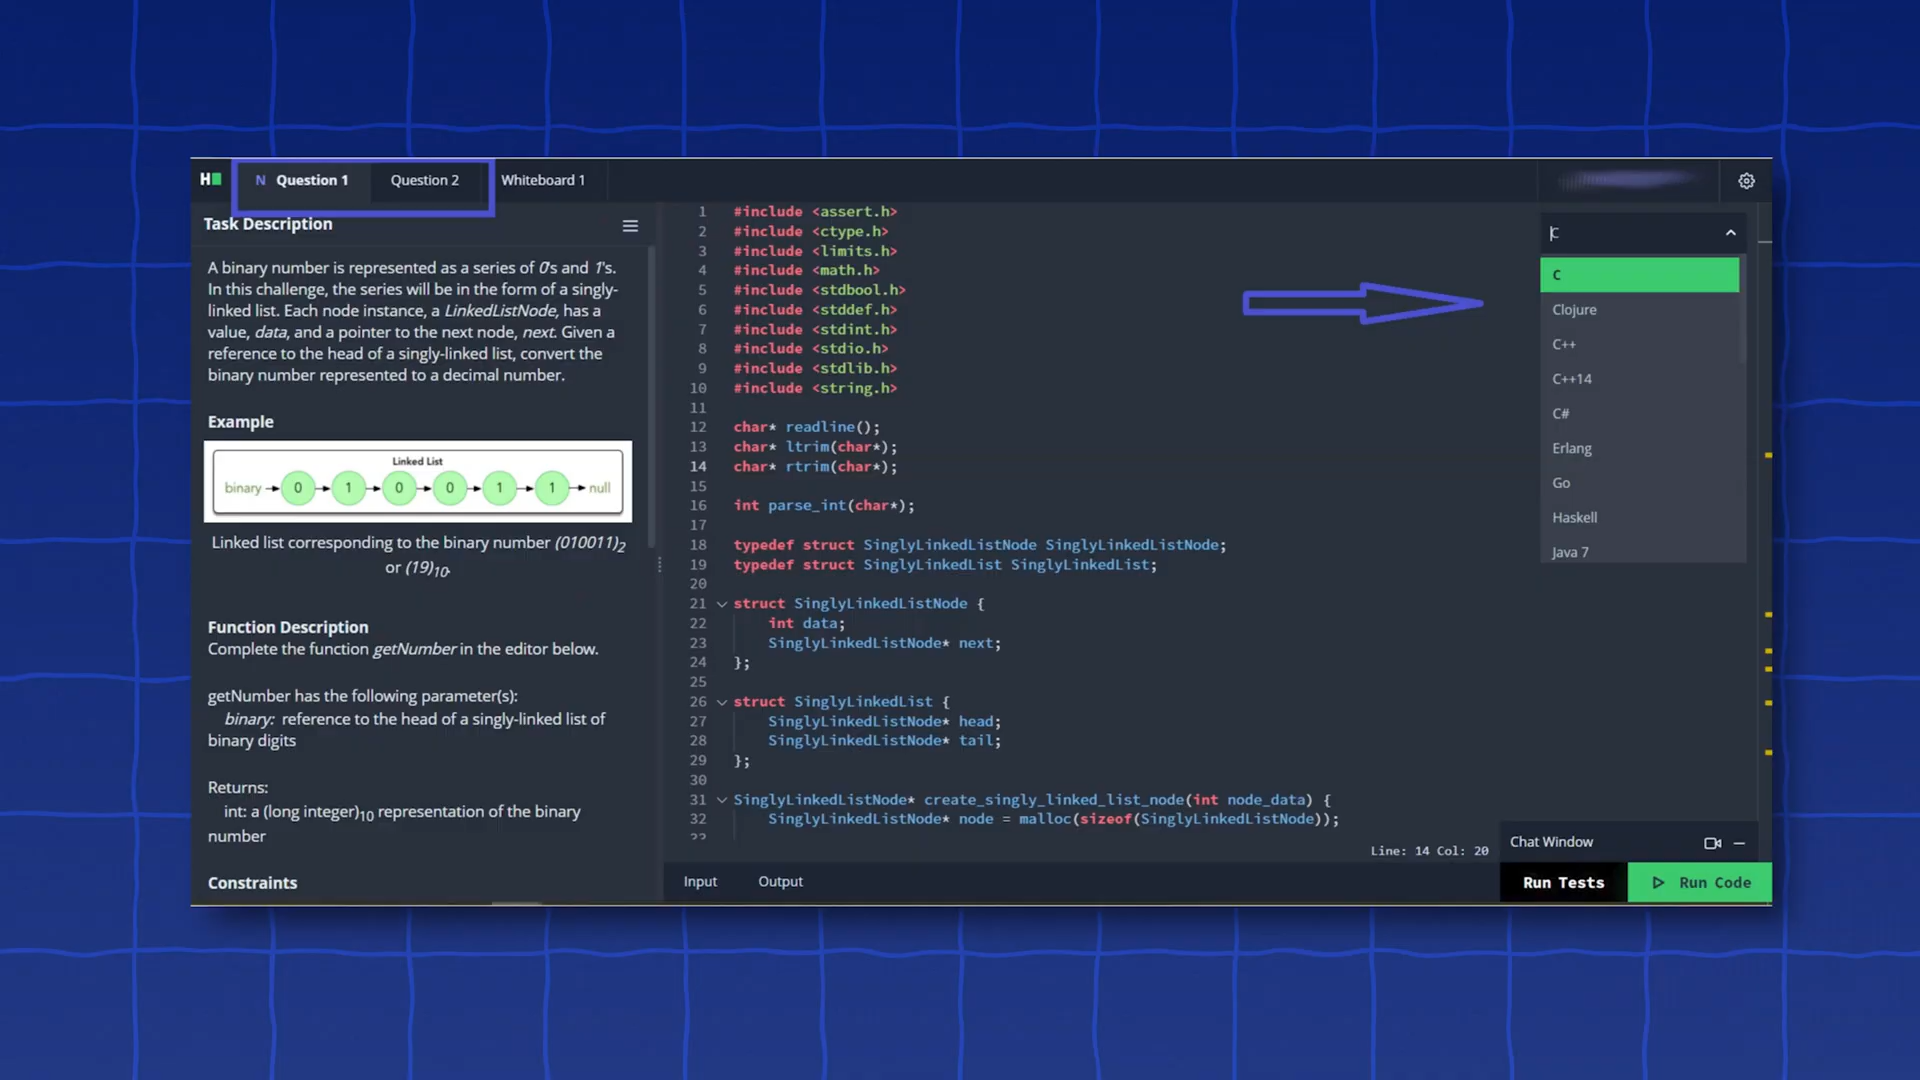 H
N Question 1
Question 2
Whiteboard 1
Task Description
A binary number is represented as a series of 0's and 1's.
In this challenge, the series will be in the form of a singly-
linked list. Each node instance, a LinkedListNode, has a
value, data, and a pointer to the next node, next. Given a
reference to the head of a singly-linked list, convert the
binary number represented to a decimal number.
Example
Linked List
binary 0 1 0 0 1 1 null
Linked list corresponding to the binary number (010011)2
or (19)10.
Function Description
Complete the function getNumber in the editor below.
getNumber has the following parameter(s):
binary: reference to the head of a singly-linked list of
binary digits
Returns:
int: a (long integer)10 representation of the binary
number
Constraints
1 #include <assert.h>
2 #include <ctype.h>
3 #include <limits.h>
4 #include <math.h>
5 #include <stdbool.h>
6 #include <stddef.h>
7 #include <stdint.h>
8 #include <stdio.h>
9 #include <stdlib.h>
10 #include <string.h>
11
12 char* readline();
13 char* ltrim(char*);
14 char* rtrim(char*);
15
16 int parse_int(char*);
17
18 typedef struct SinglyLinkedListNode SinglyLinkedListNode;
19 typedef struct SinglyLinkedList SinglyLinkedList;
20
21 struct SinglyLinkedListNode {
22 int data;
23 SinglyLinkedListNode* next;
24 };
25
26 struct SinglyLinkedList {
27 SinglyLinkedListNode* head;
28 SinglyLinkedListNode* tail;
29 };
30
31 SinglyLinkedListNode* create_singly_linked_list_node(int node_data) {
32 SinglyLinkedListNode* node = malloc(sizeof(SinglyLinkedListNode));
33
C
C
Clojure
C++
C++14
C#
Erlang
Go
Haskell
Java 7
Line: 14 Col: 20
Chat Window
Input
Output
Run Tests
Run Code